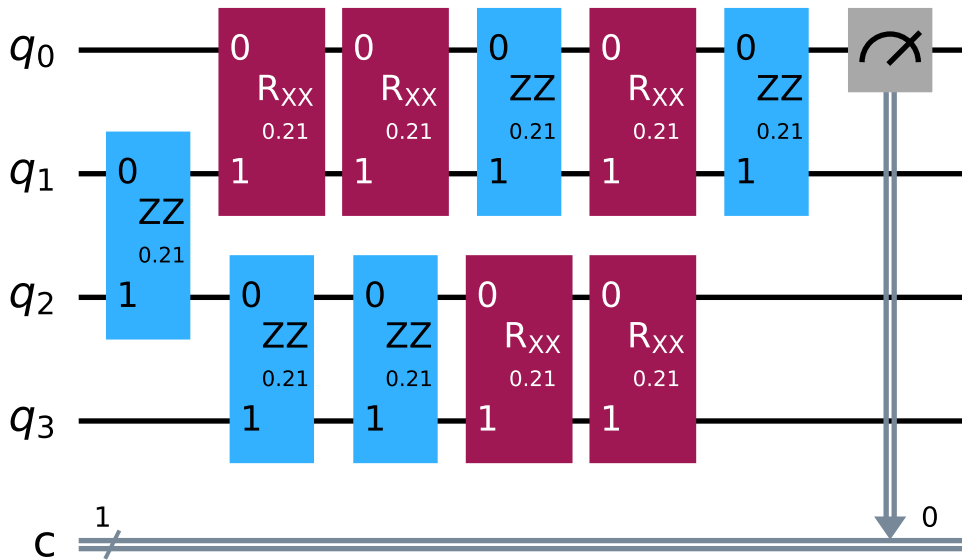 q0 0 0 0 0 0
RXX RXX ZZ RXX ZZ
0.21 0.21 0.21 0.21 0.21
q1 0 1 1 1 1 1
ZZ
0.21
q2 1 0 0 0 0
ZZ ZZ RXX RXX
0.21 0.21 0.21 0.21
q3 1 1 1 1
1 0
c